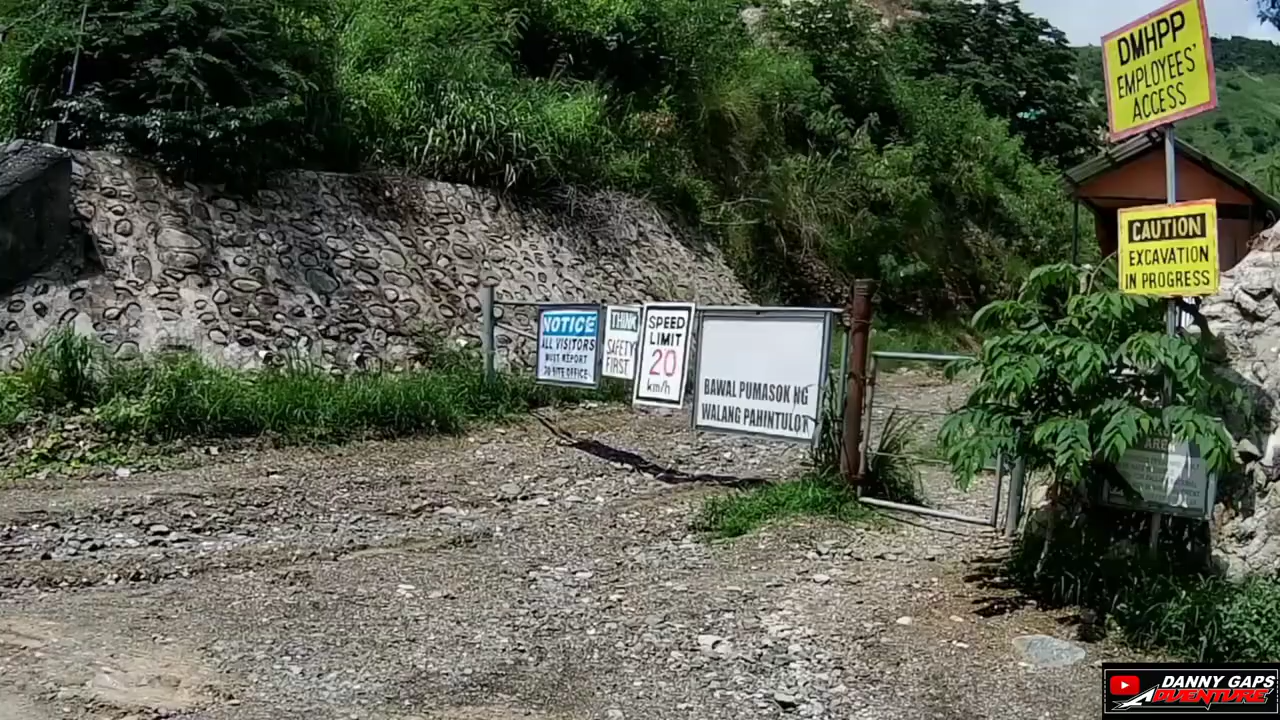 DMHPP
EMPLOYEES'
ACCESS
CAUTION
EXCAVATION
IN PROGRESS
NOTICE
ALL VISITORS
MUST REPORT
TO SITE OFFICE
THINK
SAFETY
FIRST
SPEED
LIMIT
20
km/h
BAWAL PUMASOK NG
WALANG PAHINTULOT
AREA
DANNY GAPS
ADVENTURE